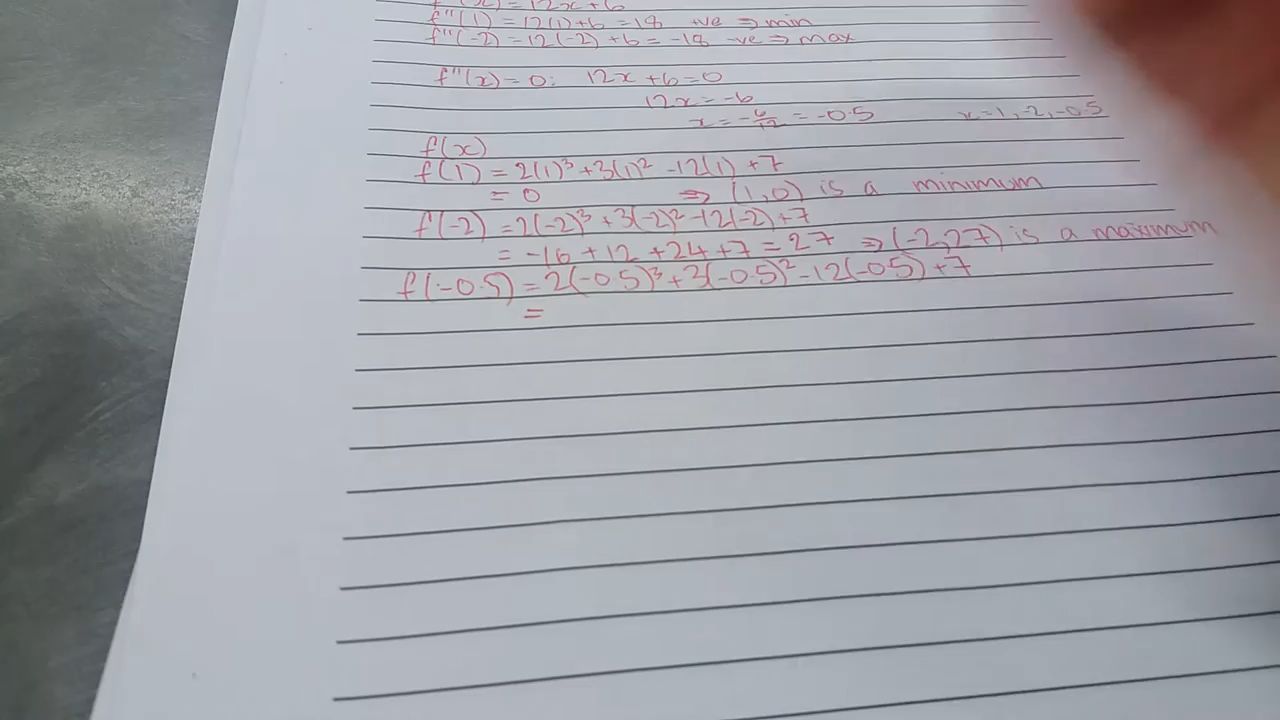 f''(x) = 12x + 6
f''(1) = 12(1) + 6 = 18 +ve ⇒ min
f''(-2) = 12(-2) + 6 = -18 -ve ⇒ max
f''(x) = 0: 12x + 6 = 0
12x = -6
x = -6/12 = -0.5 x = 1, -2, -0.5
f(x)
f(1) = 2(1)³ + 3(1)² - 12(1) + 7
= 0 ⇒ (1,0) is a minimum
f(-2) = 2(-2)³ + 3(-2)² - 12(-2) + 7
= -16 + 12 + 24 + 7 = 27 ⇒ (-2,27) is a maximum
f(-0.5) = 2(-0.5)³ + 3(-0.5)² - 12(-0.5) + 7
=